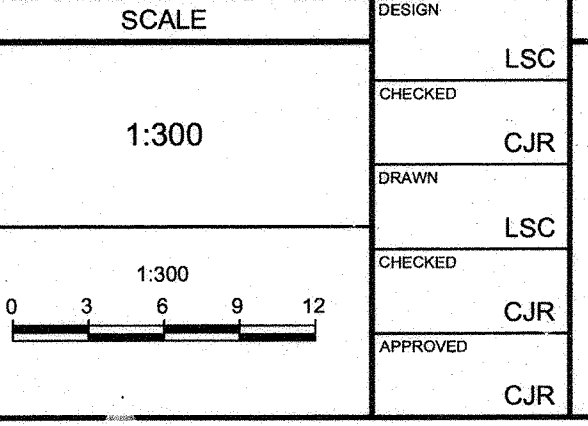 SCALE
1:300
1:300
0 3 6 9 12
DESIGN
LSC
CHECKED
CJR
DRAWN
LSC
CHECKED
CJR
APPROVED
CJR